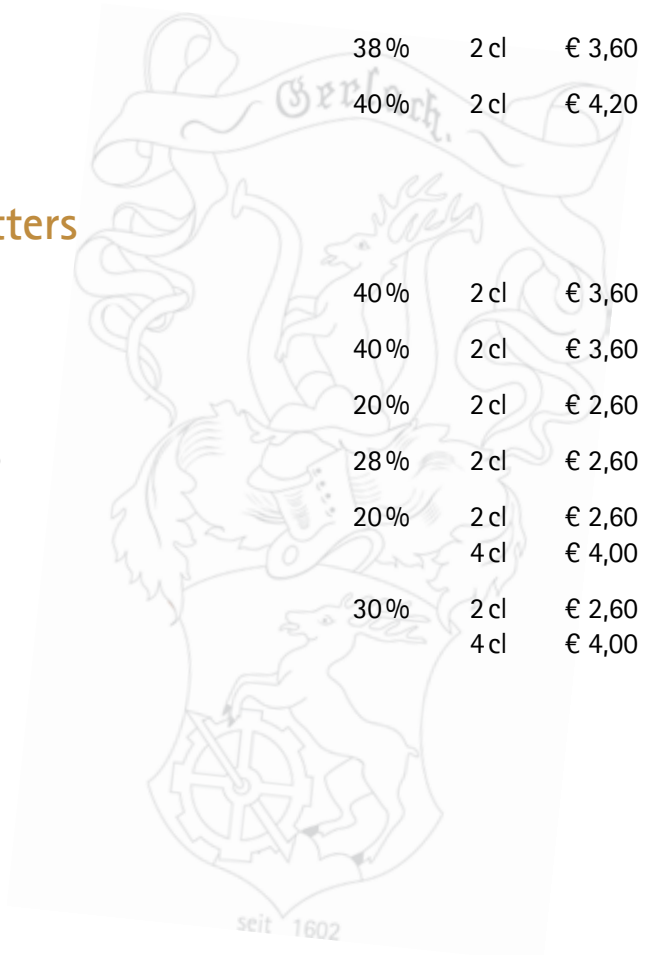 38 % 2 cl € 3,60
Gerlach.
40 % 2 cl € 4,20
tters
40 % 2 cl € 3,60
40 % 2 cl € 3,60
20 % 2 cl € 2,60
28 % 2 cl € 2,60
20 % 2 cl € 2,60
4 cl € 4,00
30 % 2 cl € 2,60
4 cl € 4,00
seit 1602